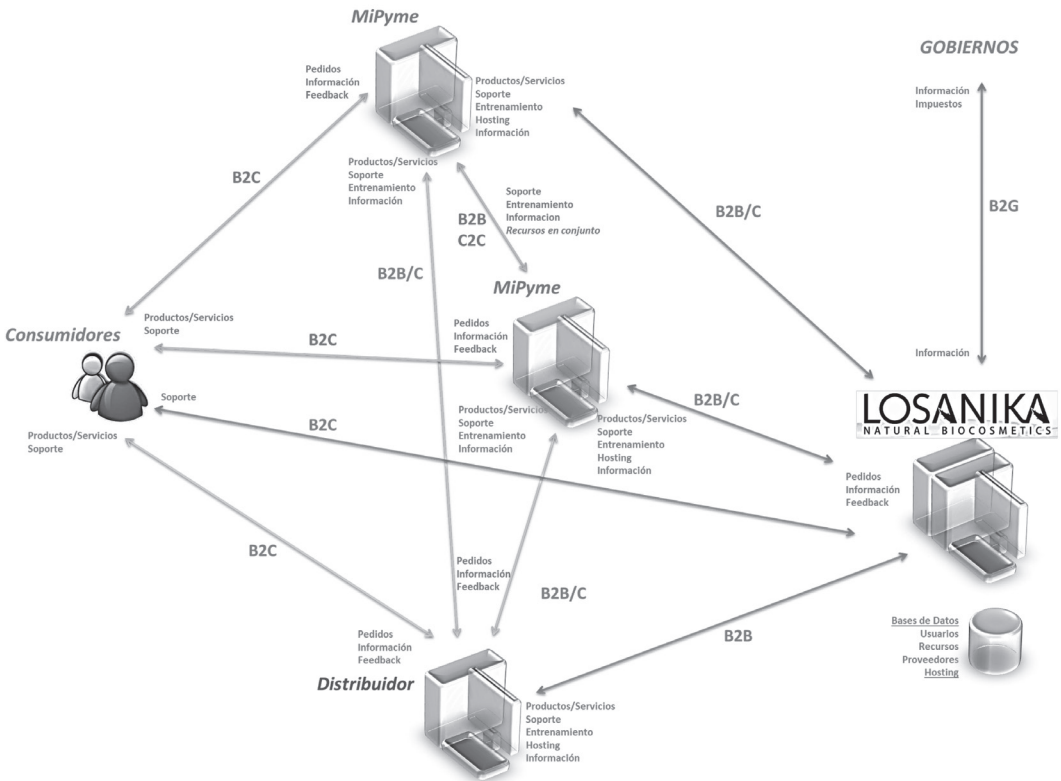 MiPyme
GOBIERNOS
Pedidos
Información
Feedback
Productos/Servicios
Soporte
Entrenamiento
Hosting
Información
Información
Impuestos
B2C
Productos/Servicios
Soporte
Entrenamiento
Información
Soporte
Entrenamiento
Informacion
Recursos en conjunto
B2B
C2C
B2B/C
B2G
B2B/C
MiPyme
Consumidores
Productos/Servicios
Soporte
B2C
Pedidos
Información
Feedback
Información
B2B/C
LOSANIKA
NATURAL BIOCOSMETICS
Soporte
B2C
Productos/Servicios
Soporte
Entrenamiento
Información
Productos/Servicios
Soporte
Entrenamiento
Hosting
Información
Productos/Servicios
Soporte
Pedidos
Información
Feedback
B2C
Pedidos
Información
Feedback
B2B/C
B2B
Bases de Datos
Usuarios
Recursos
Proveedores
Hosting
Pedidos
Información
Feedback
Distribuidor
Productos/Servicios
Soporte
Entrenamiento
Hosting
Información